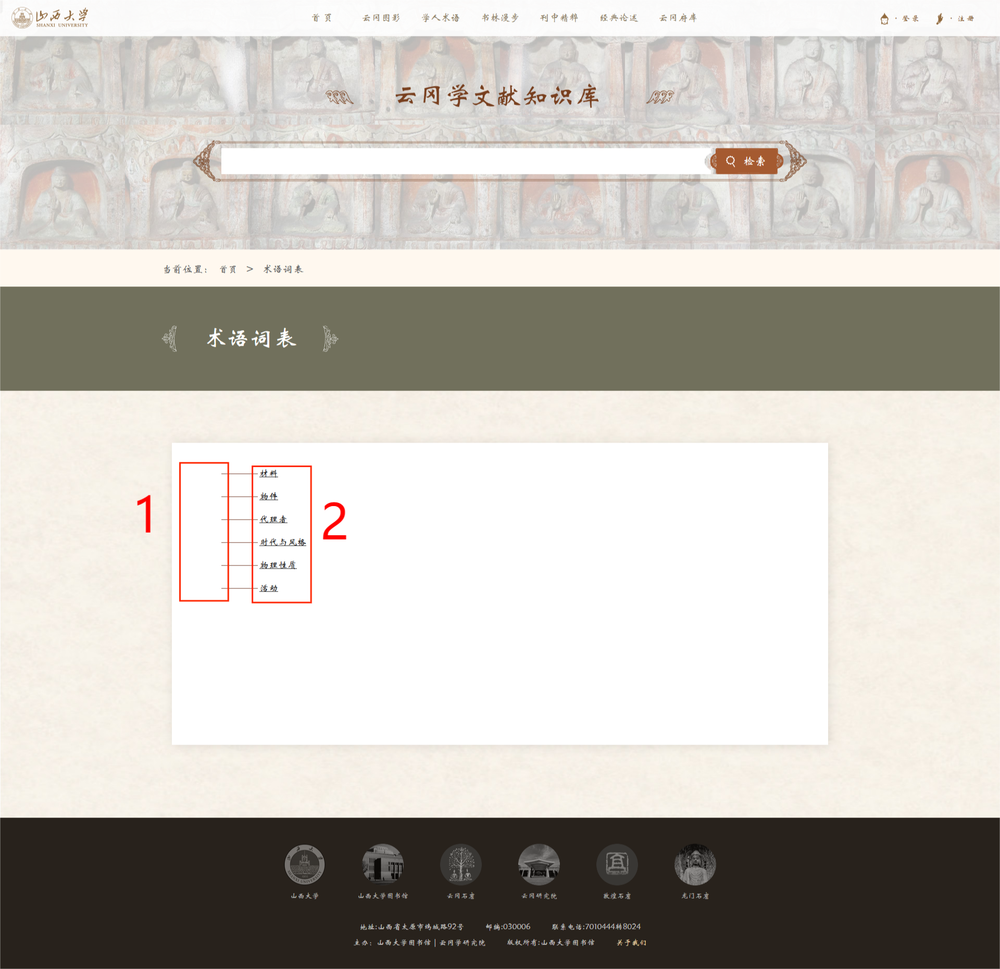 山西大学
SHANXI UNIVERSITY
首页 云冈图影 学人术语 书林漫步 刊中精粹 经典论述 云冈府库
· 登录 · 注册
云冈学文献知识库
检索
当前位置： 首页 > 术语词表
术语词表
1
2
材料
物件
代理者
时代与风格
物理性质
活动
山西大学
SHANXI UNIVERSITY
1902
山西大学 山西大学图书馆 云冈石窟 云冈研究院 敦煌石窟 龙门石窟
地址:山西省太原市坞城路92号 邮编:030006 联系电话:7010444转8024
主办：山西大学图书馆 | 云冈学研究院 版权所有:山西大学图书馆 关于我们